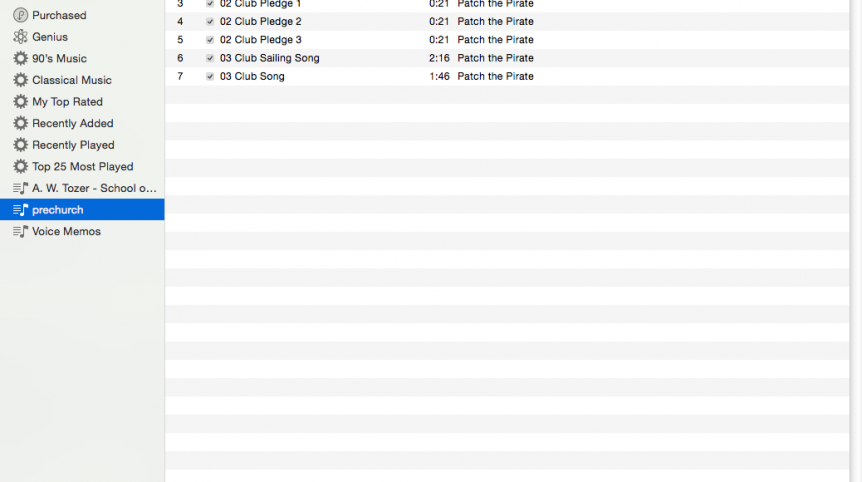 Purchased
Genius
90's Music
Classical Music
My Top Rated
Recently Added
Recently Played
Top 25 Most Played
A. W. Tozer - School o...
prechurch
Voice Memos
3 02 Club Pledge 1 0:21 Patch the Pirate
4 02 Club Pledge 2 0:21 Patch the Pirate
5 02 Club Pledge 3 0:21 Patch the Pirate
6 03 Club Sailing Song 2:16 Patch the Pirate
7 03 Club Song 1:46 Patch the Pirate